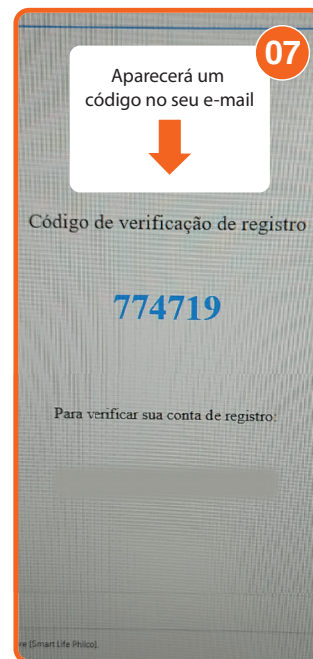 07
Aparecerá um
código no seu e-mail
Código de verificação de registro
774719
Para verificar sua conta de registro:
re [Smart Life Philco].